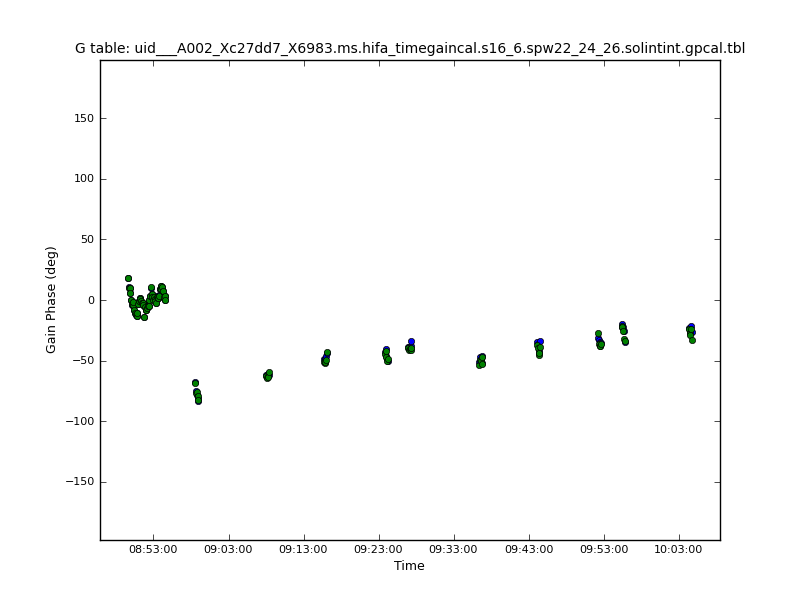 G table: uid___A002_Xc27dd7_X6983.ms.hifa_timegaincal.s16_6.spw22_24_26.solintint.gpcal.tbl
150
100
50
0
−50
−100
−150
Gain Phase (deg)
08:53:00 09:03:00 09:13:00 09:23:00 09:33:00 09:43:00 09:53:00 10:03:00
Time